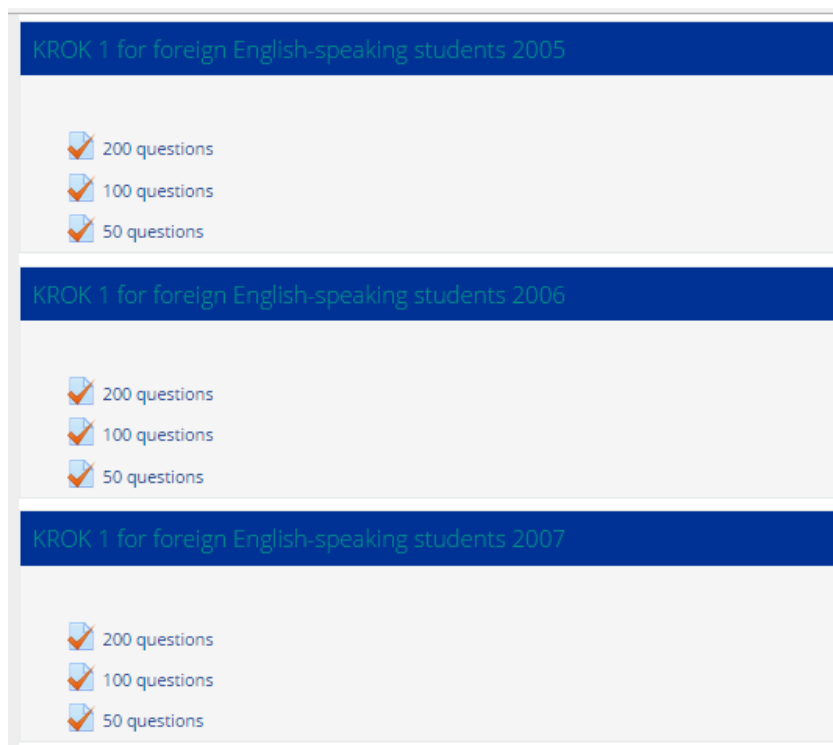 KROK 1 for foreign English-speaking students 2005
200 questions
100 questions
50 questions
KROK 1 for foreign English-speaking students 2006
200 questions
100 questions
50 questions
KROK 1 for foreign English-speaking students 2007
200 questions
100 questions
50 questions